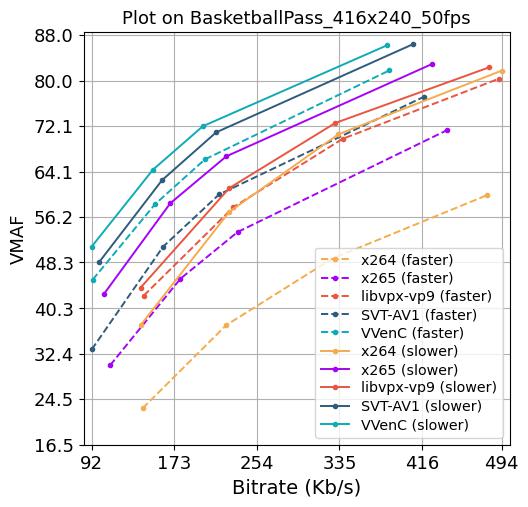 Plot on BasketballPass_416x240_50fps
VMAF
88.0
80.0
72.1
64.1
56.2
48.3
40.3
32.4
24.5
16.5
x264 (faster)
x265 (faster)
libvpx-vp9 (faster)
SVT-AV1 (faster)
VVenC (faster)
x264 (slower)
x265 (slower)
libvpx-vp9 (slower)
SVT-AV1 (slower)
VVenC (slower)
92 173 254 335 416 494
Bitrate (Kb/s)